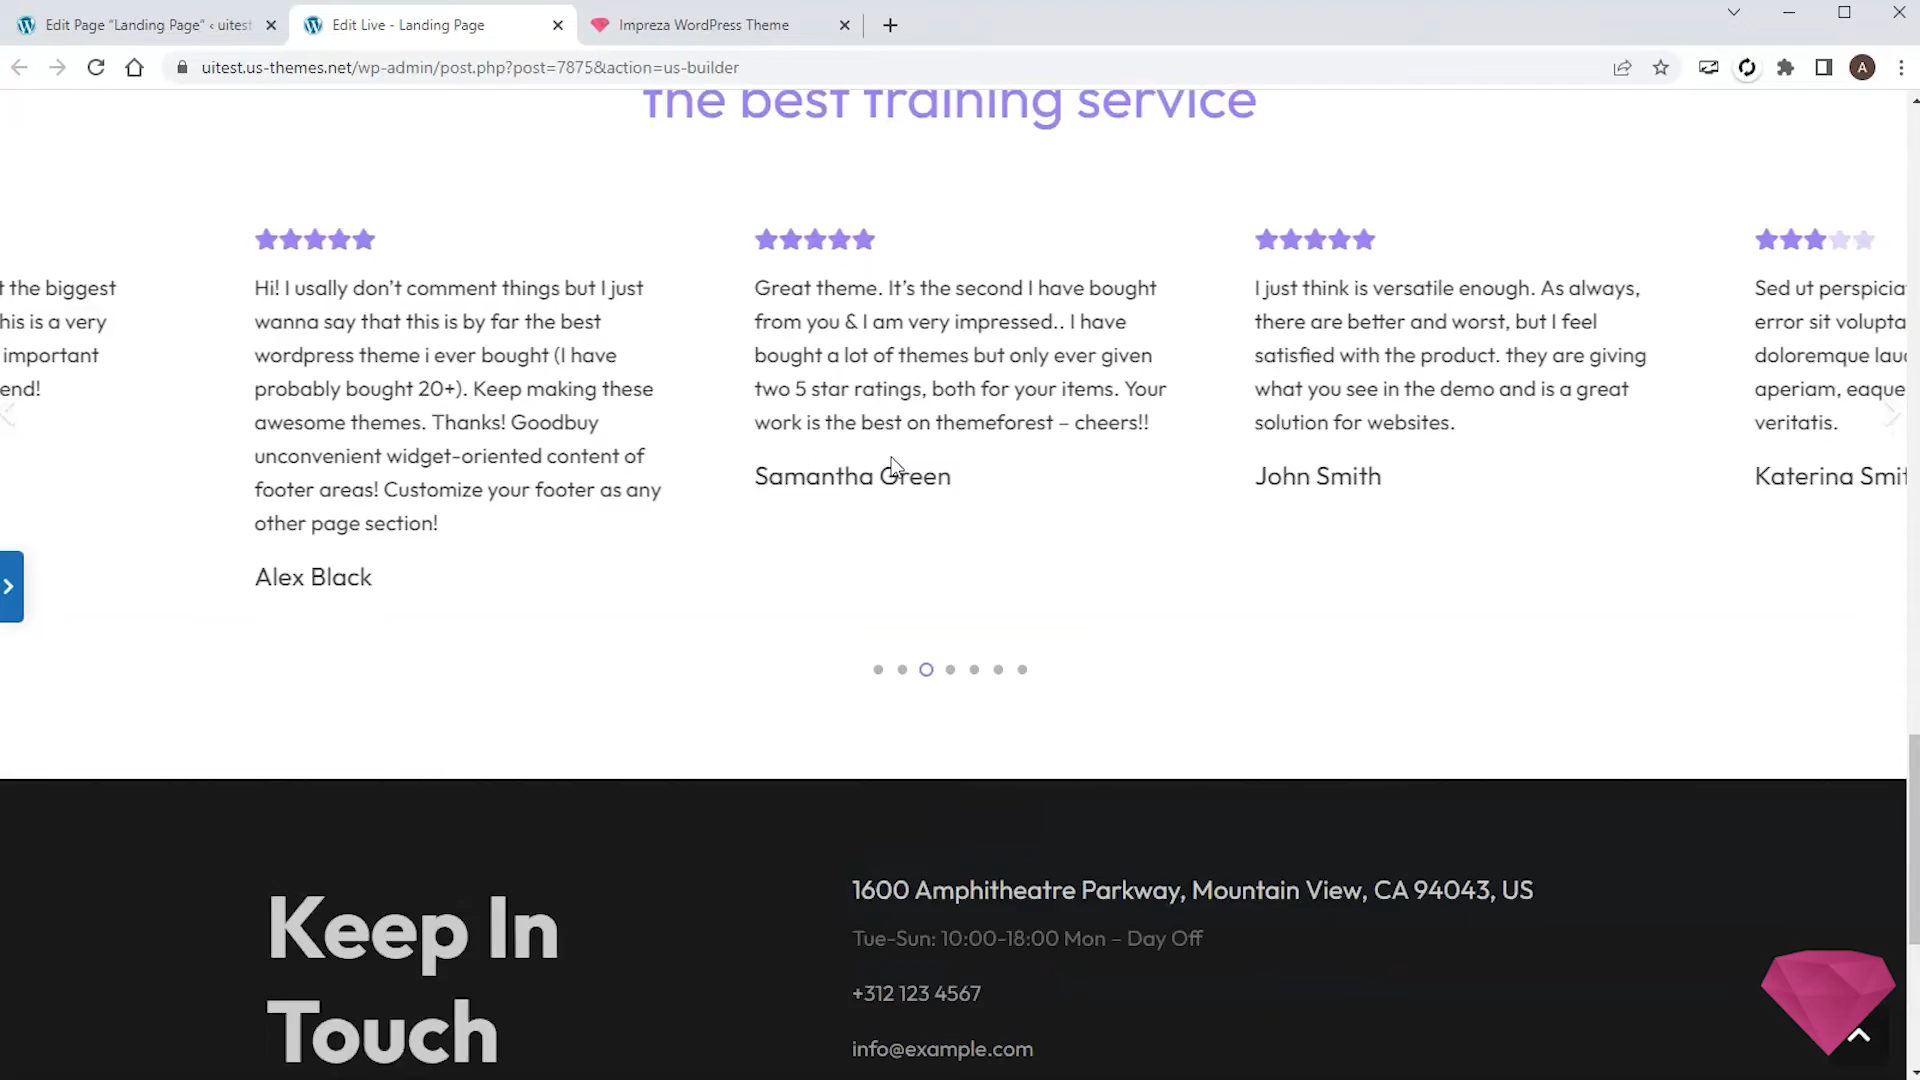 Edit Page "Landing Page" ‹ uitest
Edit Live - Landing Page
Impreza WordPress Theme
uitest.us-themes.net/wp-admin/post.php?post=7875&action=us-builder
A
the best training service
t the biggest
his is a very
important
end!
Hi! I usally don't comment things but I just
wanna say that this is by far the best
wordpress theme i ever bought (I have
probably bought 20+). Keep making these
awesome themes. Thanks! Goodbuy
unconvenient widget-oriented content of
footer areas! Customize your footer as any
other page section!
Alex Black
Great theme. It's the second I have bought
from you & I am very impressed.. I have
bought a lot of themes but only ever given
two 5 star ratings, both for your items. Your
work is the best on themeforest – cheers!!
Samantha Green
I just think is versatile enough. As always,
there are better and worst, but I feel
satisfied with the product. they are giving
what you see in the demo and is a great
solution for websites.
John Smith
Sed ut perspicia
error sit volupta
doloremque lau
aperiam, eaque
veritatis.
Katerina Smit
Keep In
Touch
1600 Amphitheatre Parkway, Mountain View, CA 94043, US
Tue-Sun: 10:00-18:00 Mon – Day Off
+312 123 4567
info@example.com